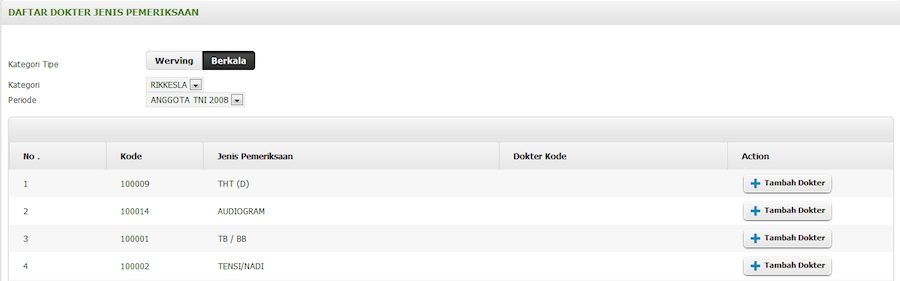 DAFTAR DOKTER JENIS PEMERIKSAAN
Kategori Tipe Werving Berkala
Kategori RIKKESLA
Periode ANGGOTA TNI 2008
No . Kode Jenis Pemeriksaan Dokter Kode Action
1 100009 THT (D) Tambah Dokter
2 100014 AUDIOGRAM Tambah Dokter
3 100001 TB / BB Tambah Dokter
4 100002 TENSI/NADI Tambah Dokter